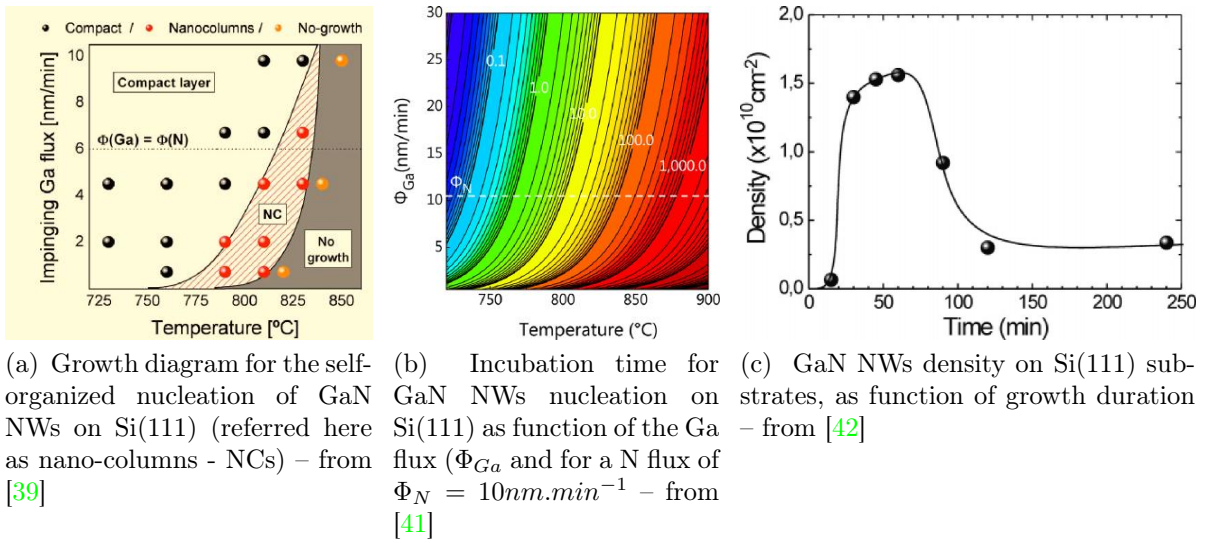 Compact / Nanocolumns / No-growth
Impinging Ga flux [nm/min]
10
8
6
4
2
Compact layer
Φ(Ga) = Φ(N)
NC
No
growth
725 750 775 800 825 850
Temperature [ºC]
Φ_Ga(nm/min)
30
25
20
15
10
5
0.1
1.0
10.0
100.0
1,000.0
Φ_N
750 800 850 900
Temperature (°C)
Density (x10^10cm^-2)
2,0
1,5
1,0
0,5
0,0
0 50 100 150 200 250
Time (min)
(a) Growth diagram for the self-
organized nucleation of GaN
NWs on Si(111) (referred here
as nano-columns - NCs) – from
[39]
(b) Incubation time for
GaN NWs nucleation on
Si(111) as function of the Ga
flux (Φ_Ga and for a N flux of
Φ_N = 10nm.min^−1 – from
[41]
(c) GaN NWs density on Si(111) sub-
strates, as function of growth duration
– from [42]